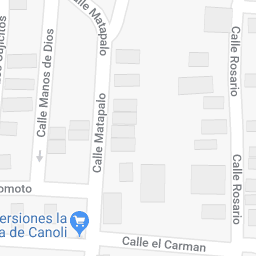 Calle Matapalo
Calle Manos de Dios
Calle Rosario
Calle Matapalo
Calle Rosario
omoto
ersiones la
a de Canoli
Calle el Carman